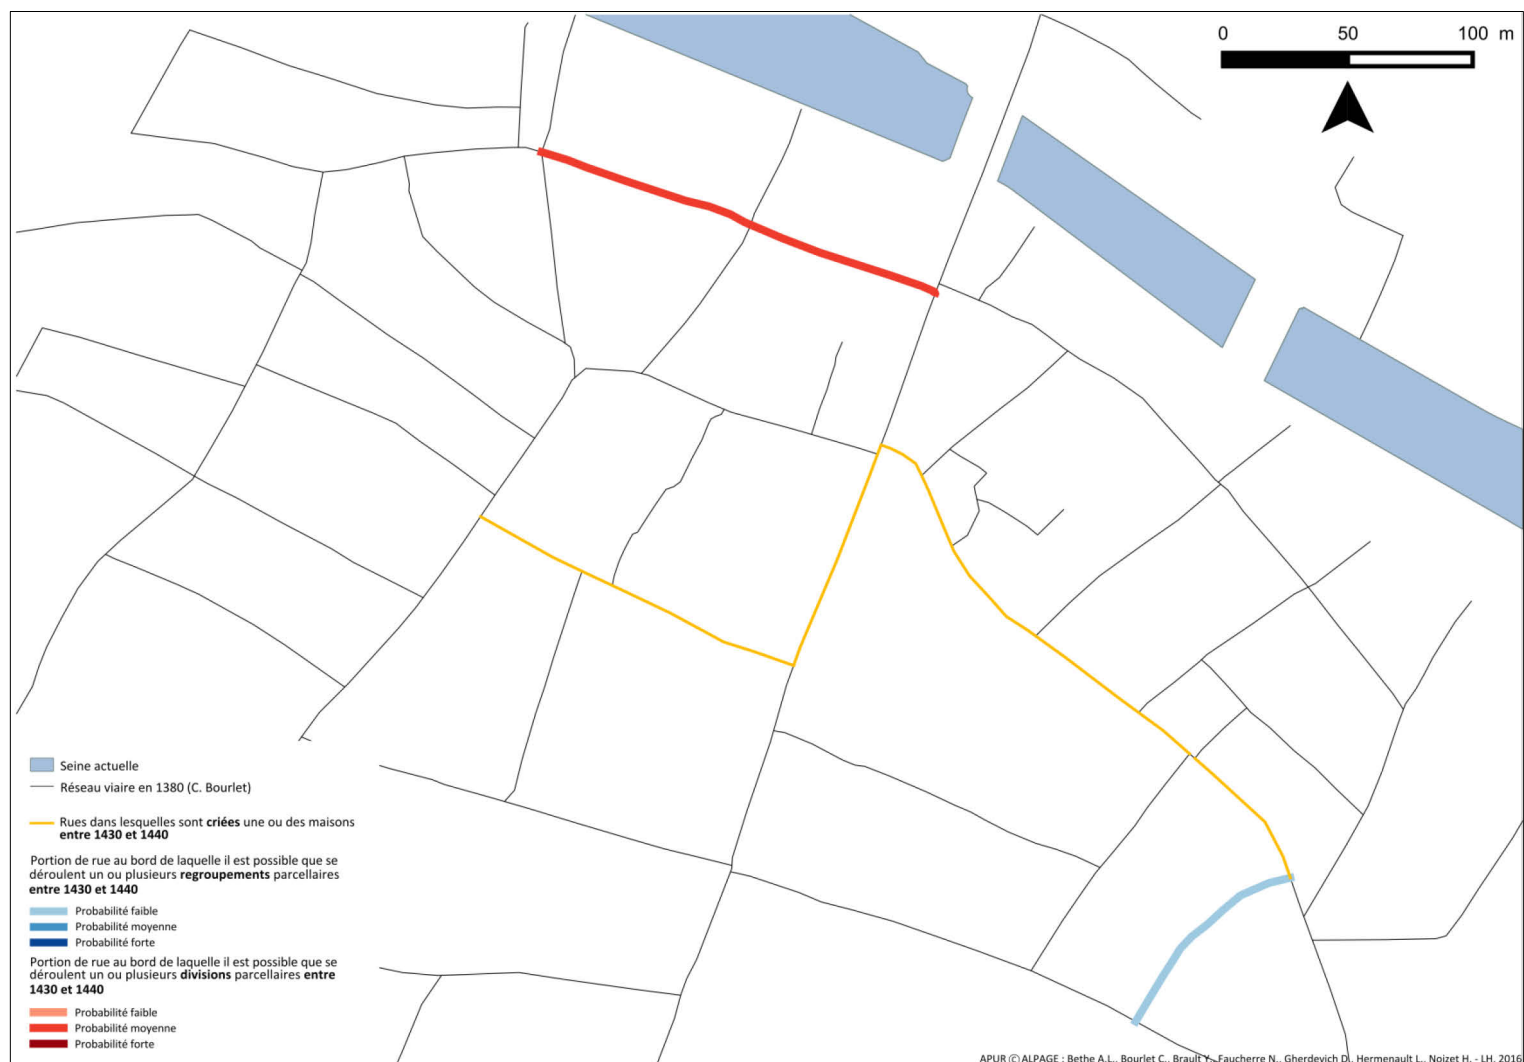 0 50 100 m
Seine actuelle
Réseau viaire en 1380 (C. Bourlet)
Rues dans lesquelles sont criées une ou des maisons
entre 1430 et 1440
Portion de rue au bord de laquelle il est possible que se
déroulent un ou plusieurs regroupements parcellaires
entre 1430 et 1440
Probabilité faible
Probabilité moyenne
Probabilité forte
Portion de rue au bord de laquelle il est possible que se
déroulent un ou plusieurs divisions parcellaires entre
1430 et 1440
Probabilité faible
Probabilité moyenne
Probabilité forte
APUR © ALPAGE : Bethe A.L., Bourlet C., Brault Y., Faucherre N., Gherdevich D., Hermenault L., Noizet H. - LH, 2016